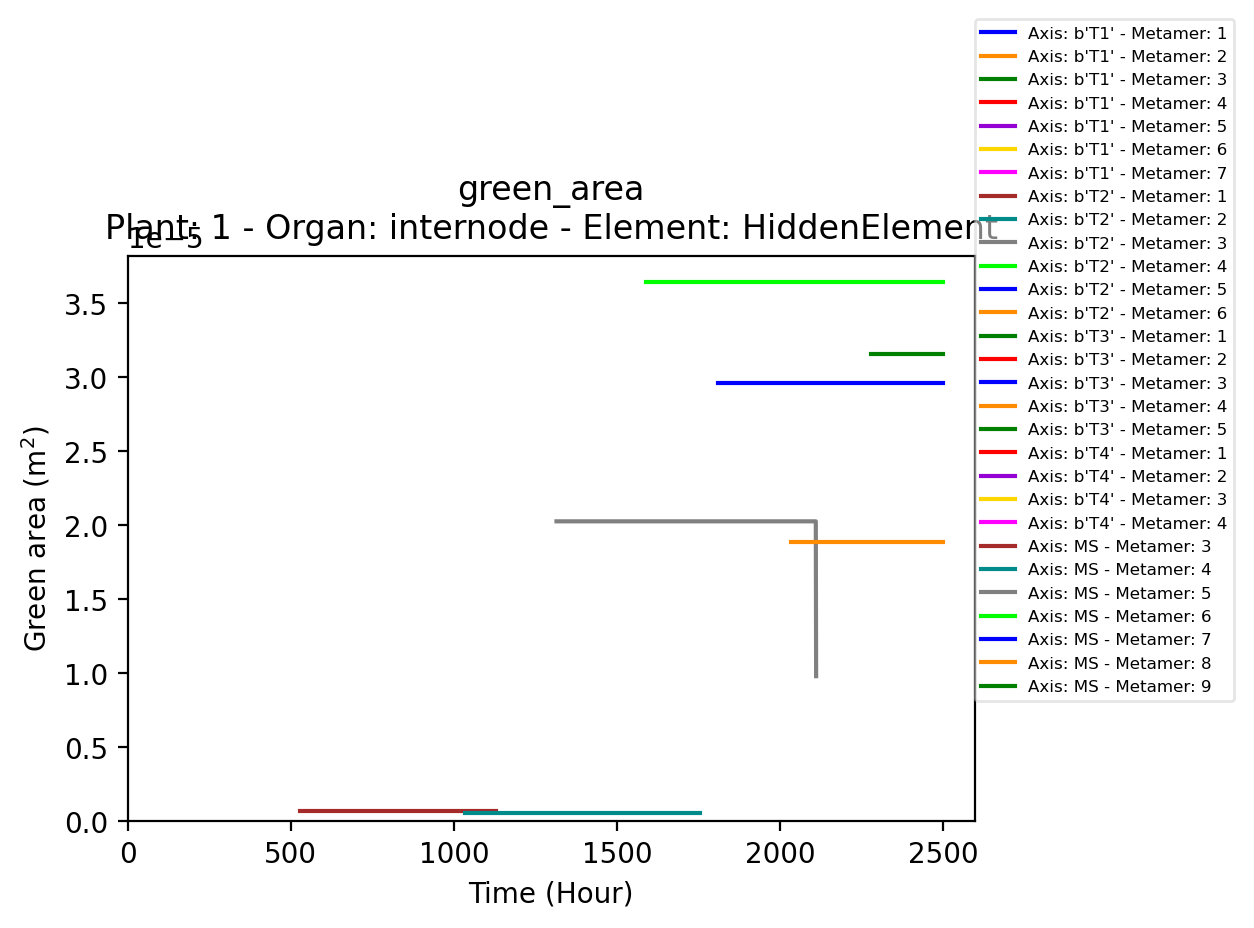 green_area
Plant: 1 - Organ: internode - Element: HiddenElement
1e−5
3.5
3.0
2.5
2.0
1.5
1.0
0.5
0.0
Green area (m²)
0 500 1000 1500 2000 2500
Time (Hour)
Axis: b'T1' - Metamer: 1
Axis: b'T1' - Metamer: 2
Axis: b'T1' - Metamer: 3
Axis: b'T1' - Metamer: 4
Axis: b'T1' - Metamer: 5
Axis: b'T1' - Metamer: 6
Axis: b'T1' - Metamer: 7
Axis: b'T2' - Metamer: 1
Axis: b'T2' - Metamer: 2
Axis: b'T2' - Metamer: 3
Axis: b'T2' - Metamer: 4
Axis: b'T2' - Metamer: 5
Axis: b'T2' - Metamer: 6
Axis: b'T3' - Metamer: 1
Axis: b'T3' - Metamer: 2
Axis: b'T3' - Metamer: 3
Axis: b'T3' - Metamer: 4
Axis: b'T3' - Metamer: 5
Axis: b'T4' - Metamer: 1
Axis: b'T4' - Metamer: 2
Axis: b'T4' - Metamer: 3
Axis: b'T4' - Metamer: 4
Axis: MS - Metamer: 3
Axis: MS - Metamer: 4
Axis: MS - Metamer: 5
Axis: MS - Metamer: 6
Axis: MS - Metamer: 7
Axis: MS - Metamer: 8
Axis: MS - Metamer: 9